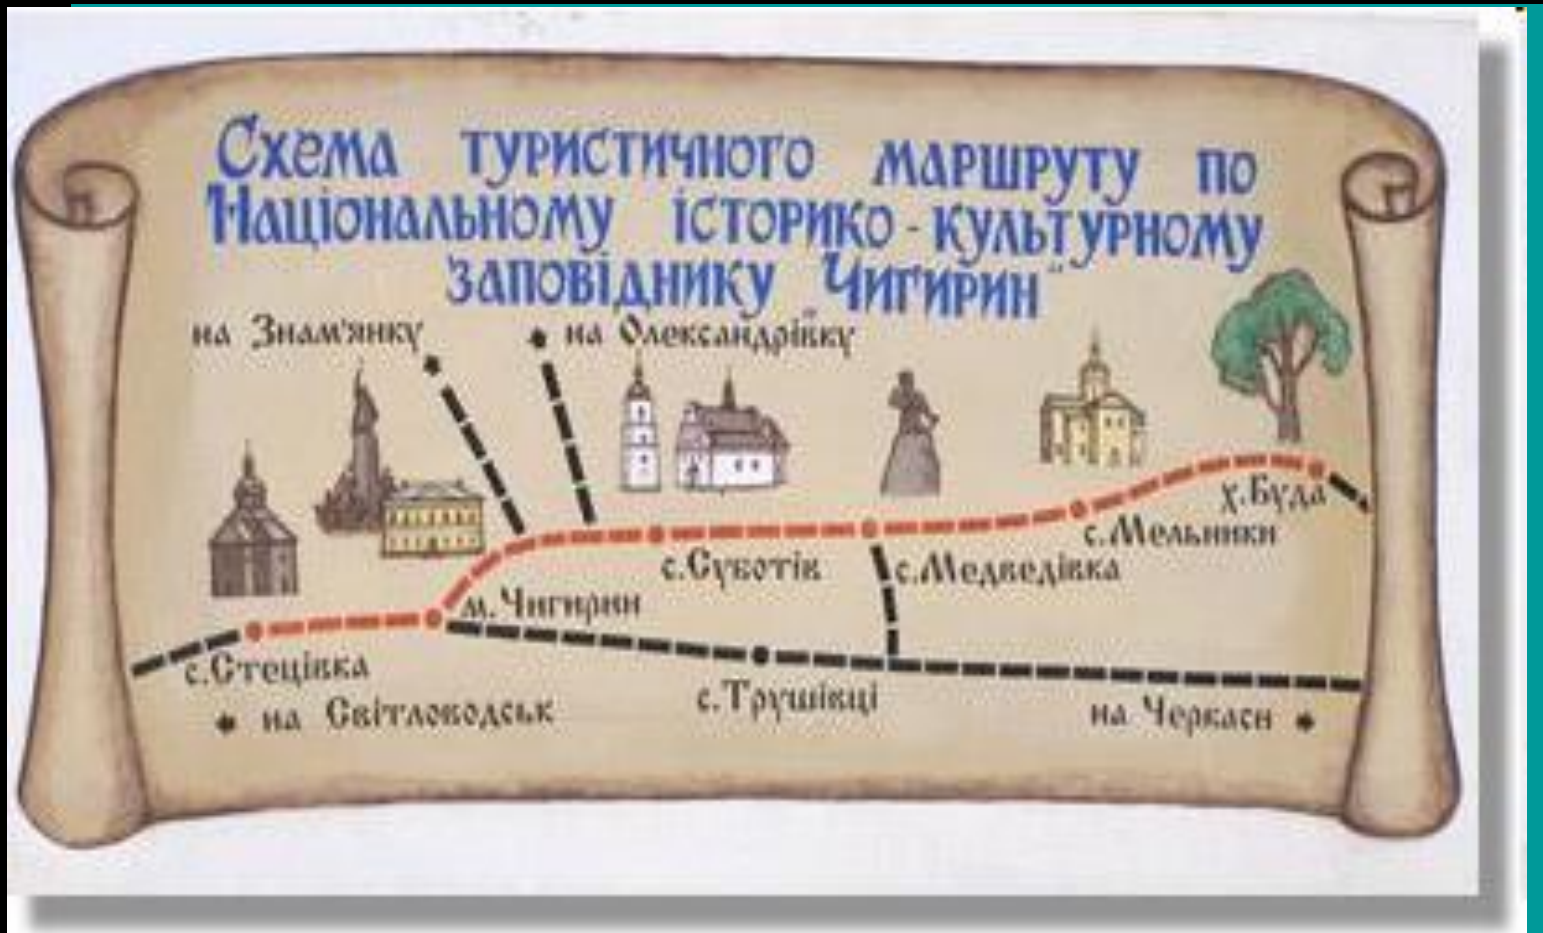 Схема туристичного маршруту по
Національному історико-культурному
заповіднику "Чигирин"
на Знам'янку
на Олександрівку
х.Буда
с.Мельники
с.Суботів
с.Медведівка
м.Чигирин
с.Стецівка
с.Трушівці
на Світловодськ
на Черкаси